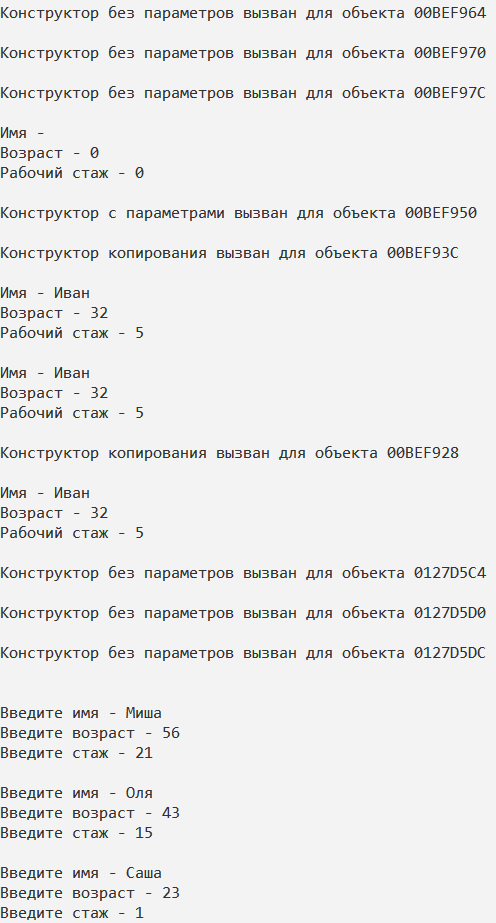 Конструктор без параметров вызван для объекта 00BEF964
Конструктор без параметров вызван для объекта 00BEF970
Конструктор без параметров вызван для объекта 00BEF97C
Имя -
Возраст - 0
Рабочий стаж - 0
Конструктор с параметрами вызван для объекта 00BEF950
Конструктор копирования вызван для объекта 00BEF93C
Имя - Иван
Возраст - 32
Рабочий стаж - 5
Имя - Иван
Возраст - 32
Рабочий стаж - 5
Конструктор копирования вызван для объекта 00BEF928
Имя - Иван
Возраст - 32
Рабочий стаж - 5
Конструктор без параметров вызван для объекта 0127D5C4
Конструктор без параметров вызван для объекта 0127D5D0
Конструктор без параметров вызван для объекта 0127D5DC
Введите имя - Миша
Введите возраст - 56
Введите стаж - 21
Введите имя - Оля
Введите возраст - 43
Введите стаж - 15
Введите имя - Саша
Введите возраст - 23
Введите стаж - 1